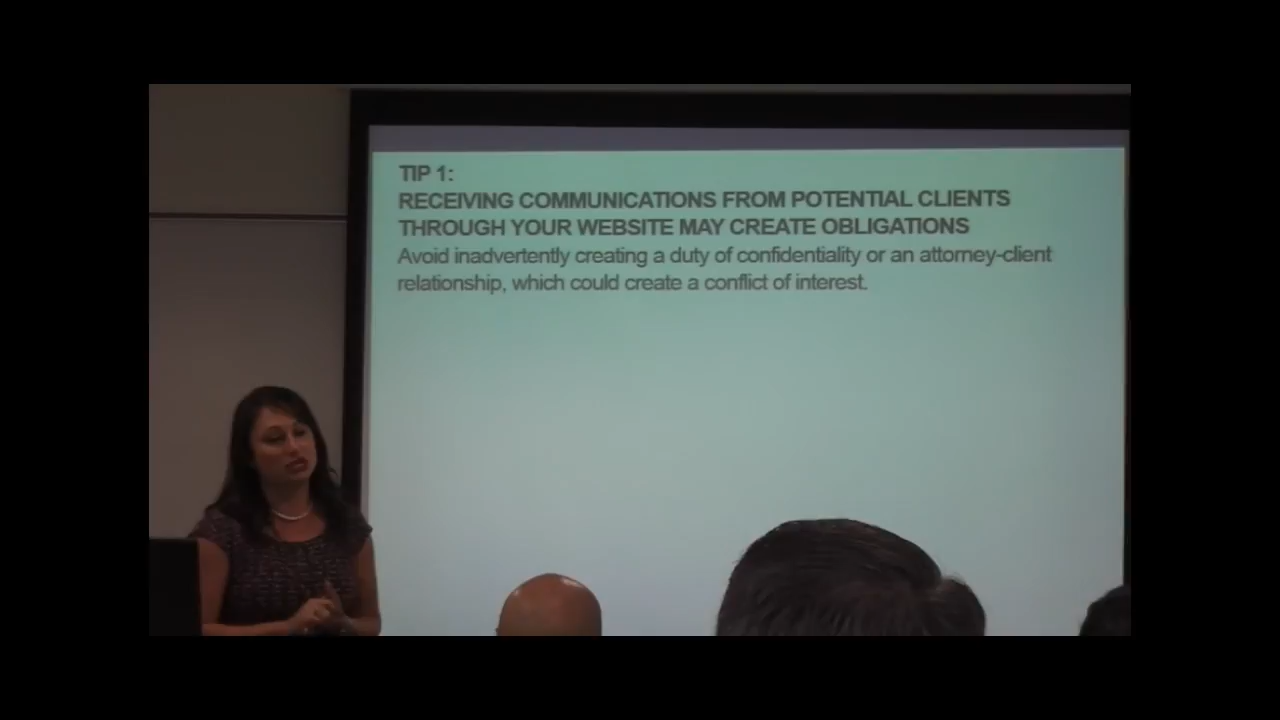 TIP 1:
RECEIVING COMMUNICATIONS FROM POTENTIAL CLIENTS
THROUGH YOUR WEBSITE MAY CREATE OBLIGATIONS
Avoid inadvertently creating a duty of confidentiality or an attorney-client
relationship, which could create a conflict of interest.